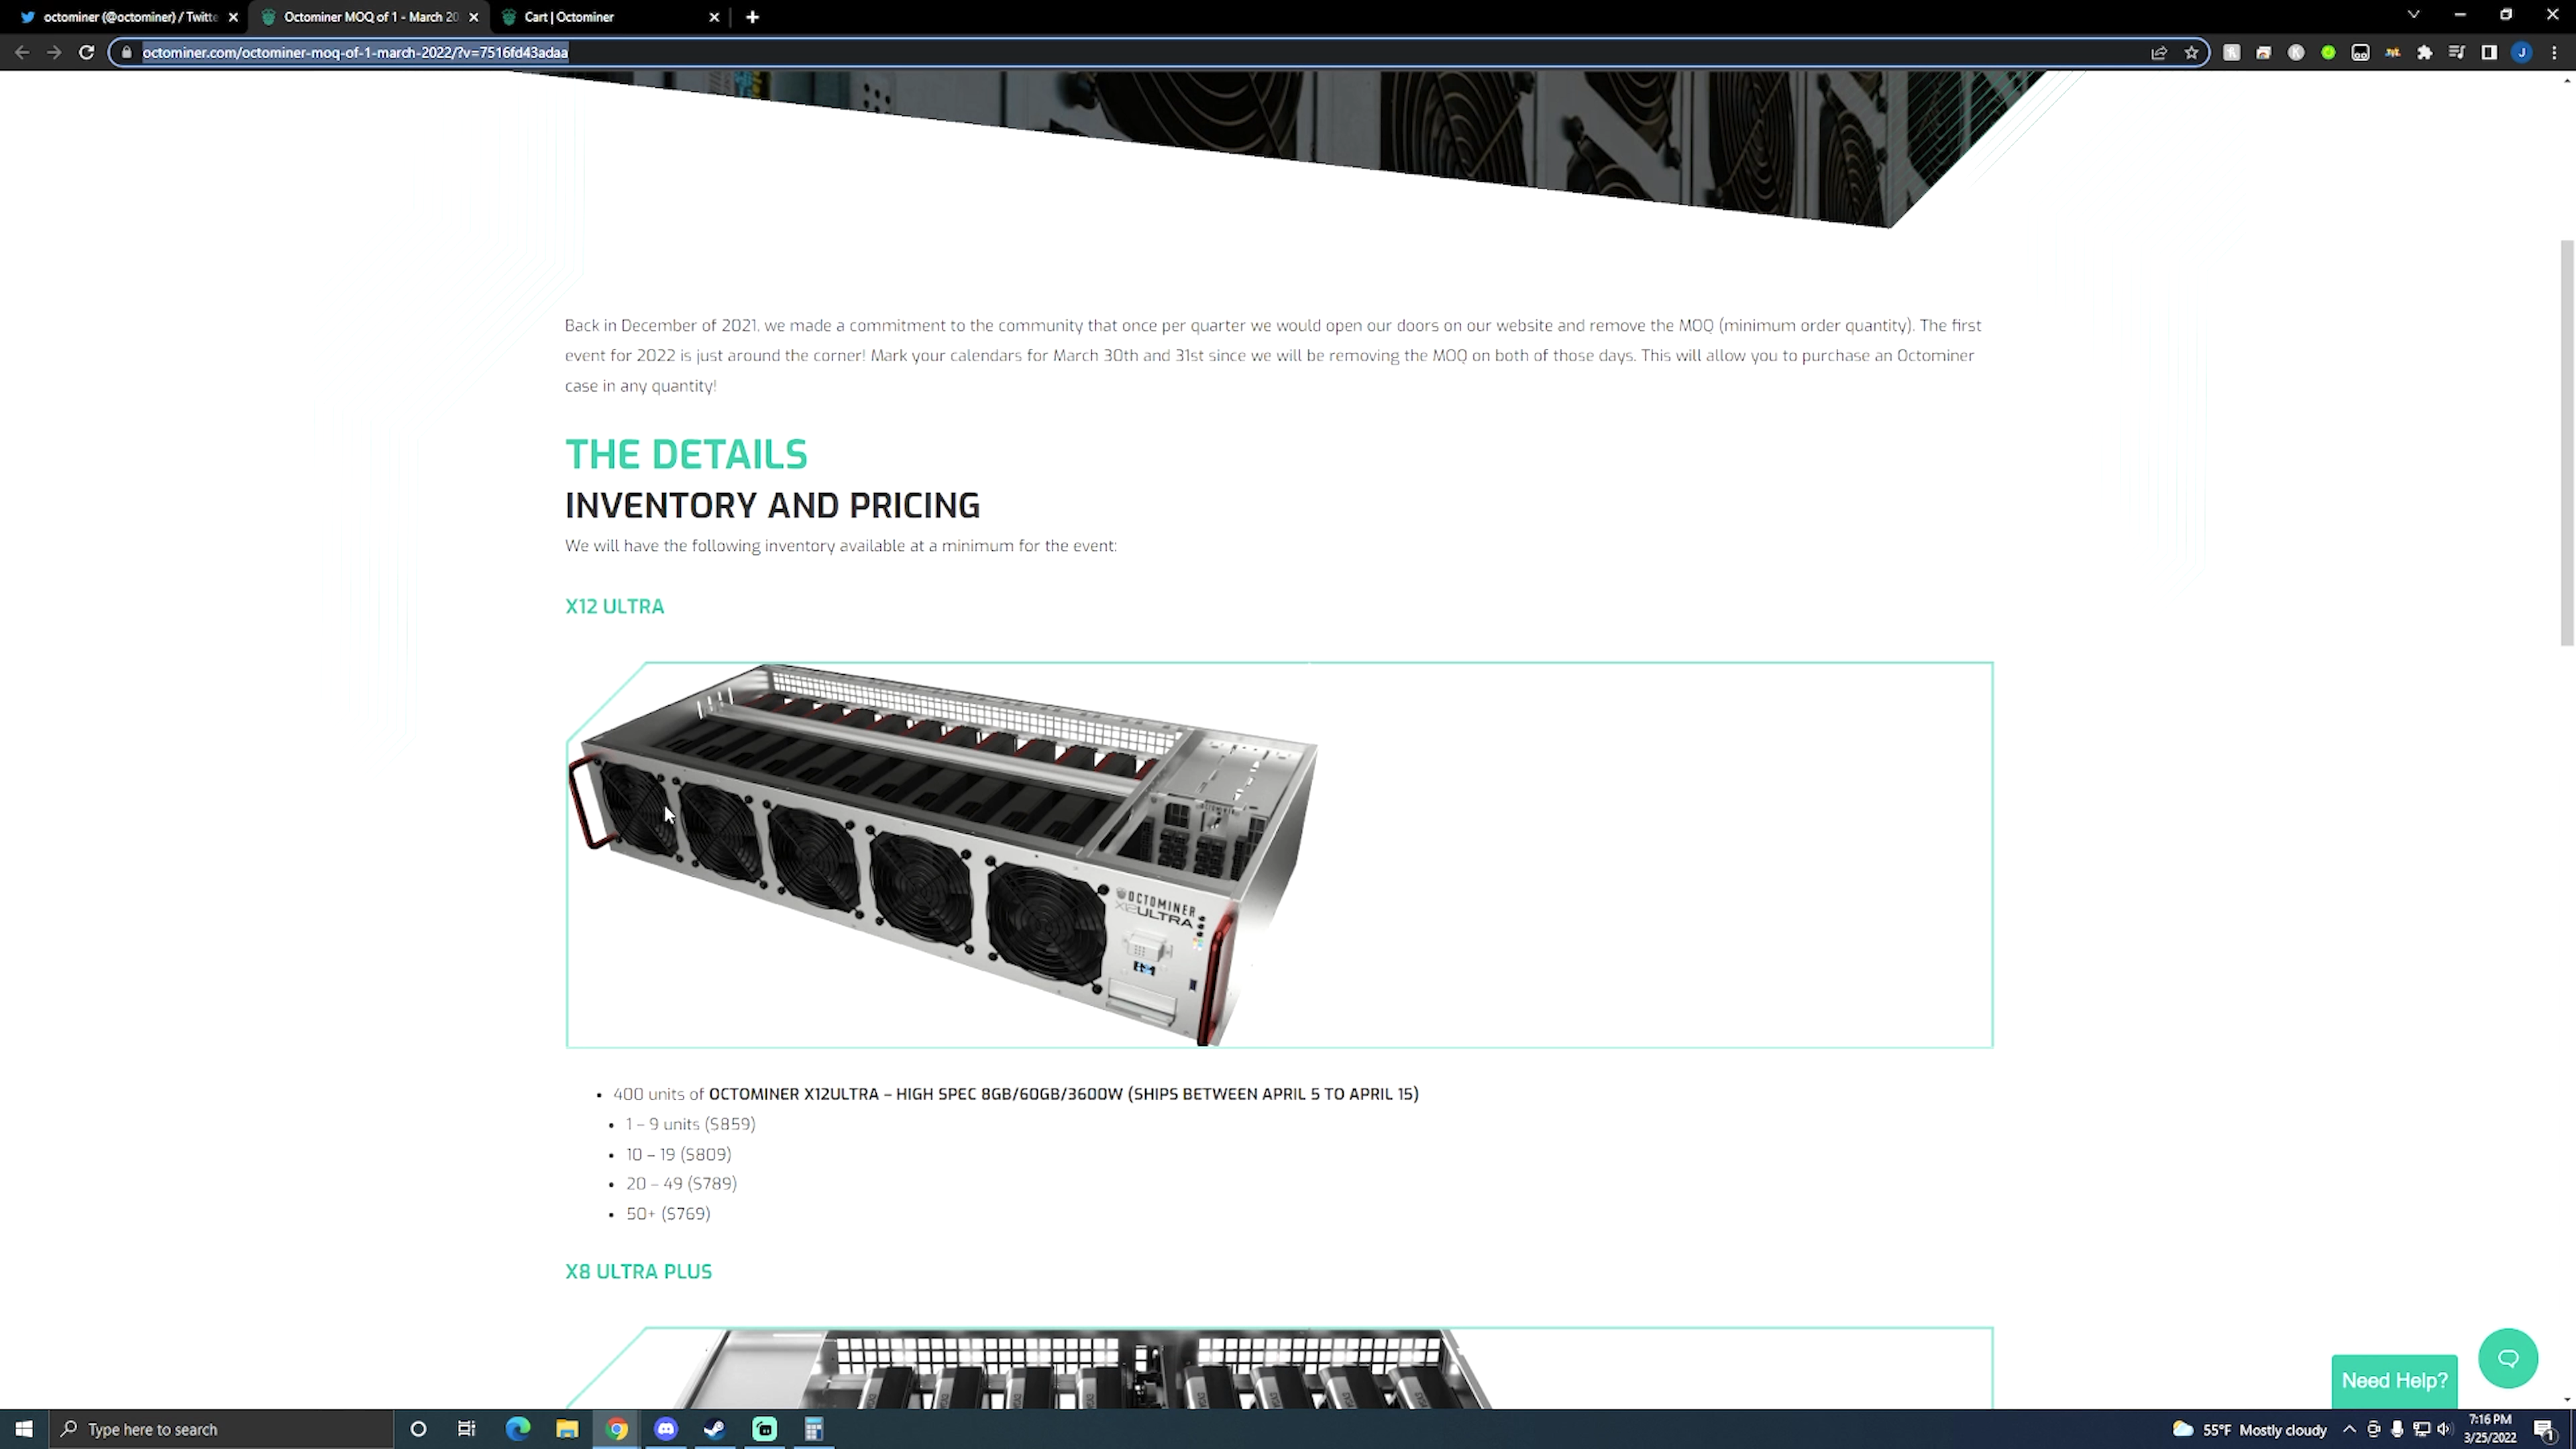 octominer (@octominer) / Twitte
Octominer MOQ of 1 - March 20
Cart | Octominer
octominer.com/octominer-moq-of-1-march-2022/?v=7516fd43adaa
J
Back in December of 2021, we made a commitment to the community that once per quarter we would open our doors on our website and remove the MOQ (minimum order quantity). The first
event for 2022 is just around the corner! Mark your calendars for March 30th and 31st since we will be removing the MOQ on both of those days. This will allow you to purchase an Octominer
case in any quantity!
THE DETAILS
INVENTORY AND PRICING
We will have the following inventory available at a minimum for the event:
X12 ULTRA
OCTOMINER
X12ULTRA
• 400 units of OCTOMINER X12ULTRA – HIGH SPEC 8GB/60GB/3600W (SHIPS BETWEEN APRIL 5 TO APRIL 15)
• 1 – 9 units ($859)
• 10 – 19 ($809)
• 20 – 49 ($789)
• 50+ ($769)
X8 ULTRA PLUS
Need Help?
Type here to search
55°F Mostly cloudy
7:16 PM
3/25/2022
1